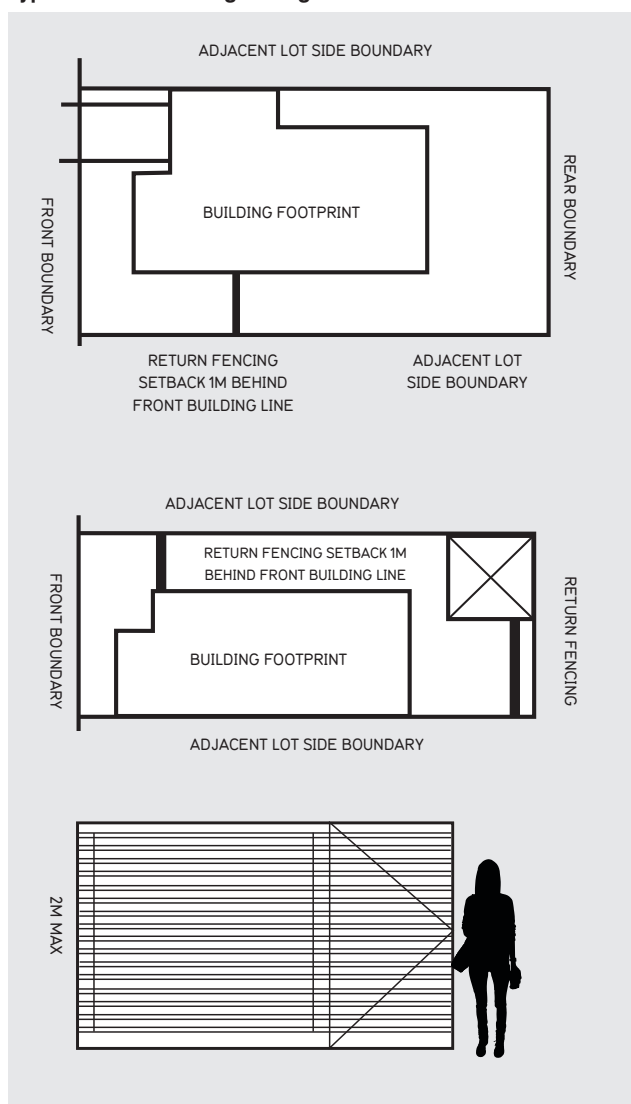 ADJACENT LOT SIDE BOUNDARY
FRONT BOUNDARY
BUILDING FOOTPRINT
REAR BOUNDARY
RETURN FENCING
SETBACK 1M BEHIND
FRONT BUILDING LINE
ADJACENT LOT
SIDE BOUNDARY
ADJACENT LOT SIDE BOUNDARY
RETURN FENCING SETBACK 1M
BEHIND FRONT BUILDING LINE
FRONT BOUNDARY
BUILDING FOOTPRINT
RETURN FENCING
ADJACENT LOT SIDE BOUNDARY
2M MAX